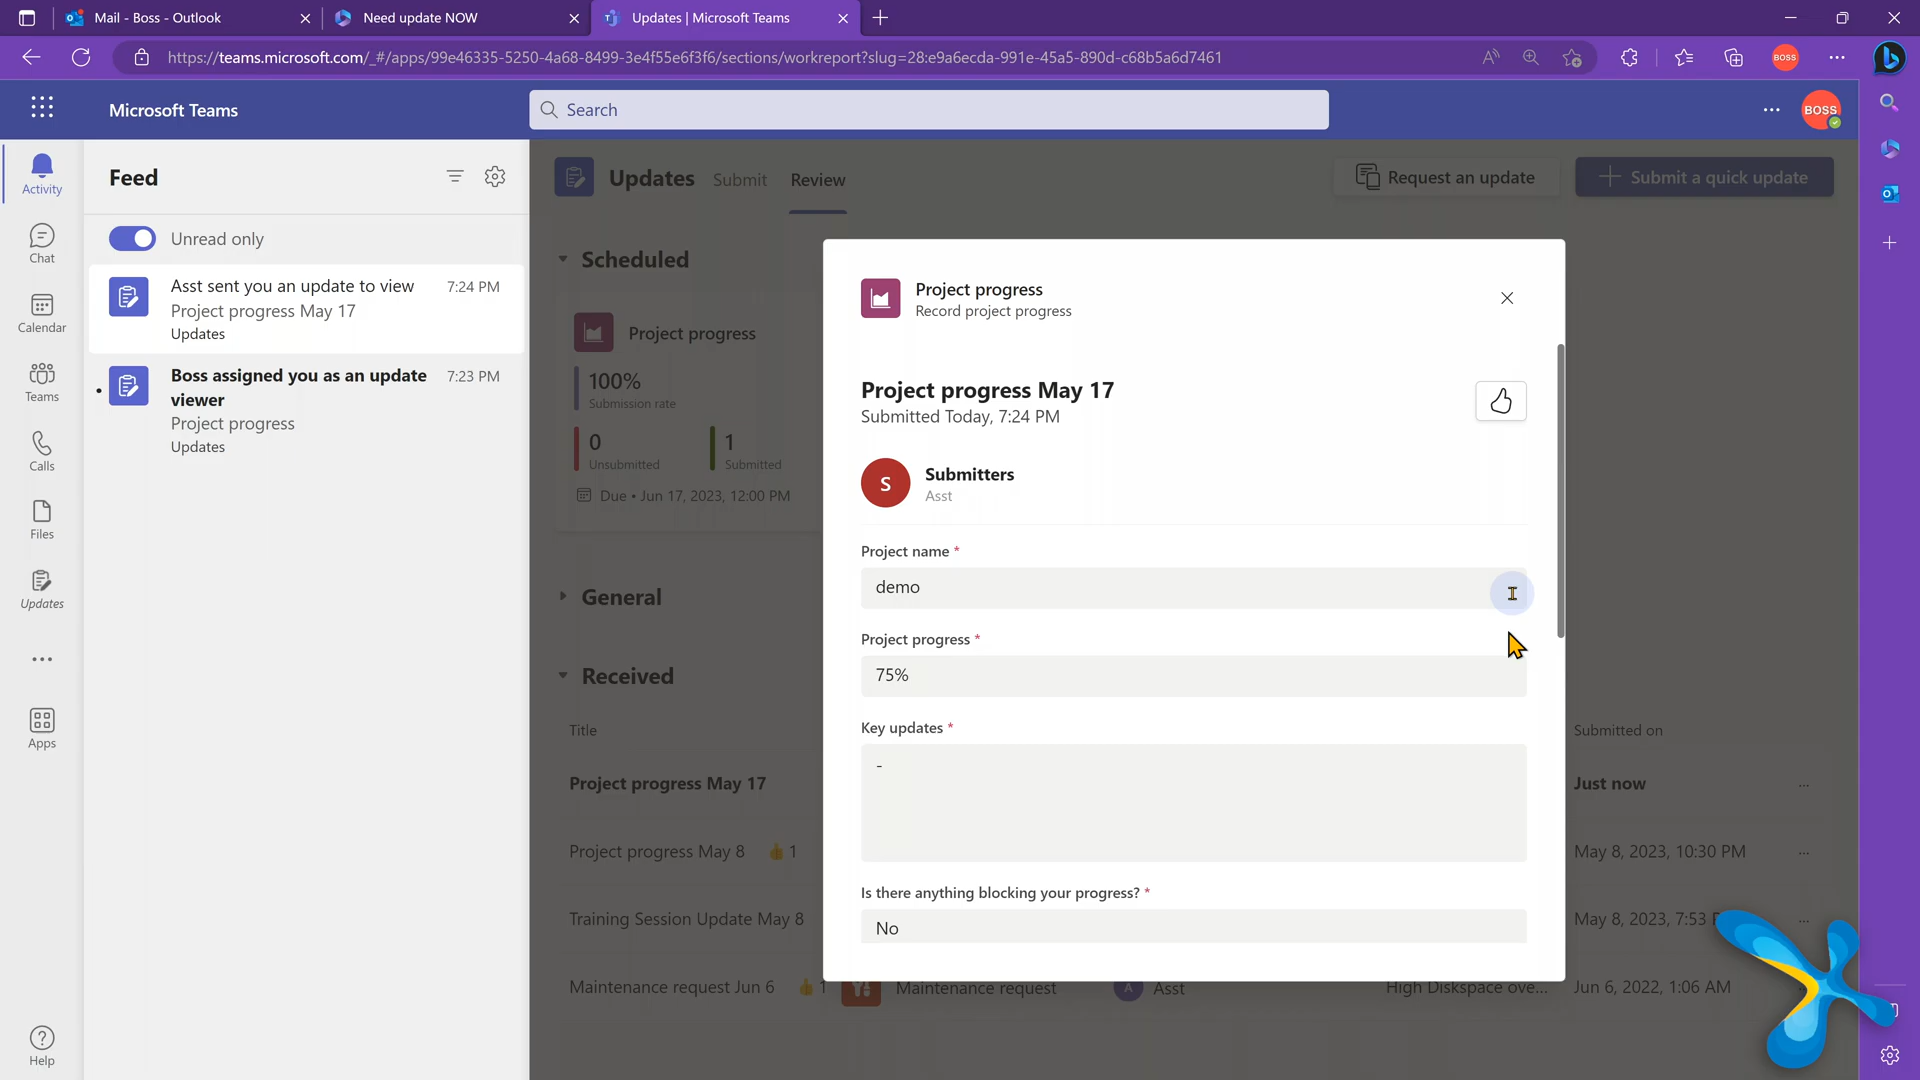 Mail - Boss - Outlook
Need update NOW
Updates | Microsoft Teams
https://teams.microsoft.com/_#/apps/99e46335-5250-4a68-8499-3e4f55e6f3f6/sections/workreport?slug=28:e9a6ecda-991e-45a5-890d-c68b5a6d7461
BOSS
Microsoft Teams
Search
BOSS
Activity
Chat
Calendar
Teams
Calls
Files
Updates
Apps
Help
Feed
Unread only
Asst sent you an update to view 7:24 PM
Project progress May 17
Updates
Boss assigned you as an update 7:23 PM
viewer
Project progress
Updates
Updates Submit Review
Request an update
Submit a quick update
Scheduled
Project progress
100%
Submission rate
0
Unsubmitted
1
Submitted
Due • Jun 17, 2023, 12:00 PM
General
Received
Title
Submitted on
Project progress May 17
Just now
Project progress May 8 1
May 8, 2023, 10:30 PM
Training Session Update May 8
May 8, 2023, 7:53
Maintenance request Jun 6 1 Maintenance request A Asst High Diskspace ove... Jun 6, 2022, 1:06 AM
Project progress
Record project progress
Project progress May 17
Submitted Today, 7:24 PM
S
Submitters
Asst
Project name *
demo
Project progress *
75%
Key updates *
-
Is there anything blocking your progress? *
No